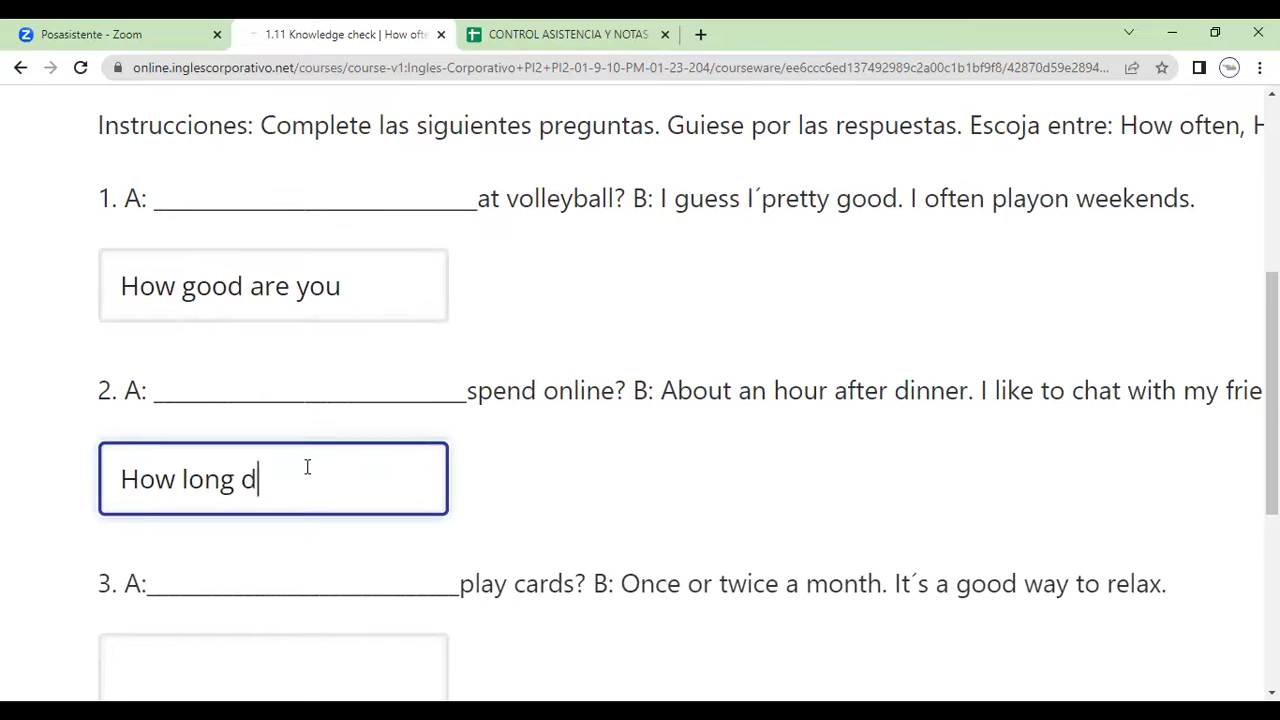 Posasistente - Zoom
1.11 Knowledge check | How ofte
CONTROL ASISTENCIA Y NOTAS
online.inglescorporativo.net/courses/course-v1:Ingles-Corporativo+PI2+PI2-01-9-10-PM-01-23-204/courseware/ee6ccc6ed137492989c2a00c1b1bf9f8/42870d59e2894...
Instrucciones: Complete las siguientes preguntas. Guiese por las respuestas. Escoja entre: How often, H
1. A: __________________________at volleyball? B: I guess I´pretty good. I often playon weekends.
How good are you
2. A: _________________________spend online? B: About an hour after dinner. I like to chat with my frie
How long d
3. A:_________________________play cards? B: Once or twice a month. It´s a good way to relax.